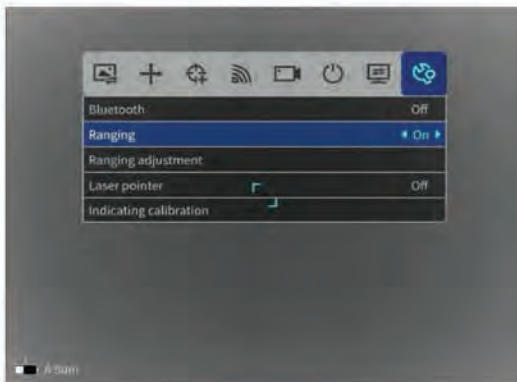 Bluetooth Off
Ranging On
Ranging adjustment
Laser pointer Off
Indicating calibration